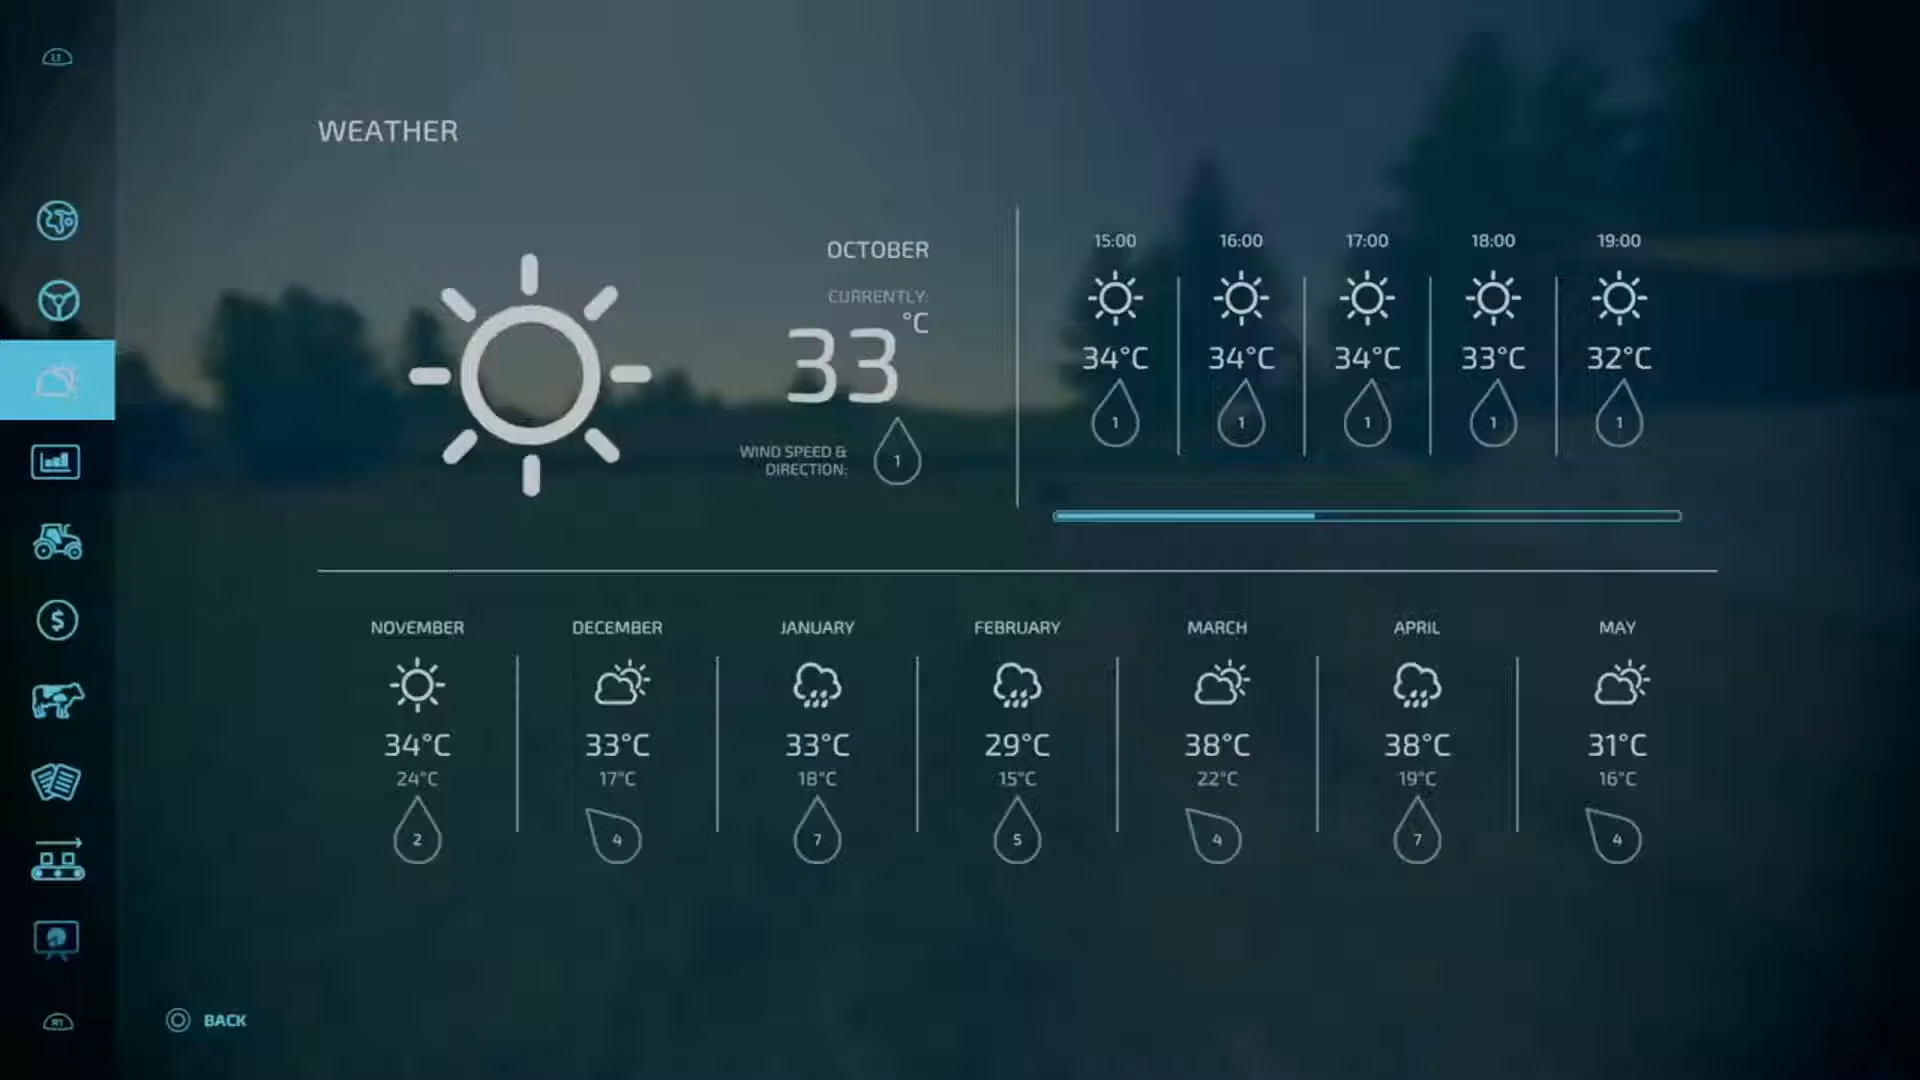 L1
WEATHER
OCTOBER
CURRENTLY:
33 °C
WIND SPEED &
DIRECTION:
1
15:00 16:00 17:00 18:00 19:00
34°C 34°C 34°C 33°C 32°C
1 1 1 1 1
NOVEMBER DECEMBER JANUARY FEBRUARY MARCH APRIL MAY
34°C 33°C 33°C 29°C 38°C 38°C 31°C
24°C 17°C 18°C 15°C 22°C 19°C 16°C
2 4 7 5 4 7 4
$
R1
BACK